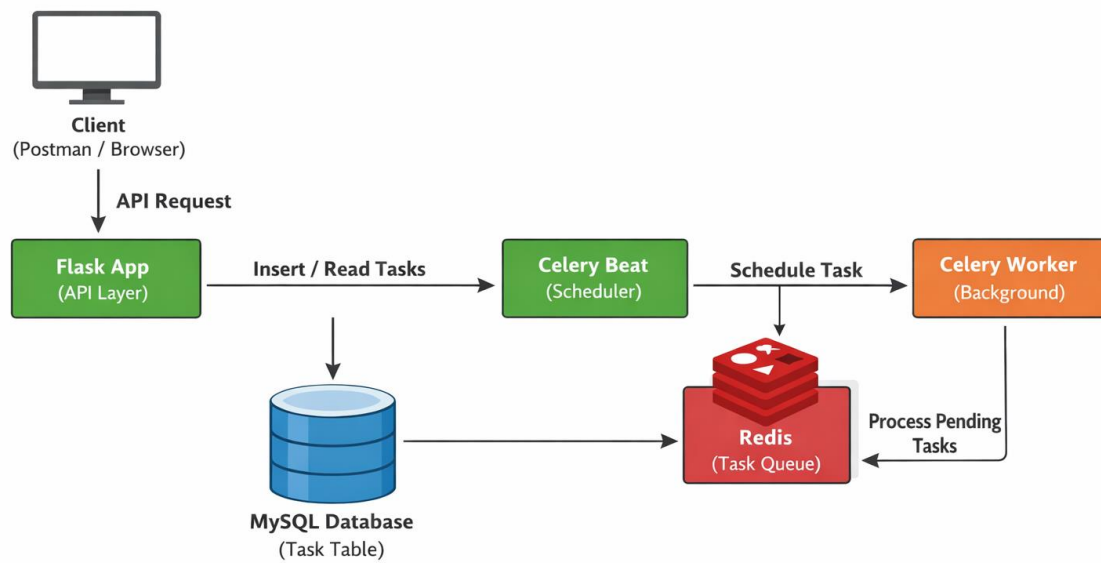 Client
(Postman / Browser)
API Request
Flask App
(API Layer)
Insert / Read Tasks
Celery Beat
(Scheduler)
Schedule Task
Celery Worker
(Background)
Redis
(Task Queue)
Process Pending
Tasks
MySQL Database
(Task Table)